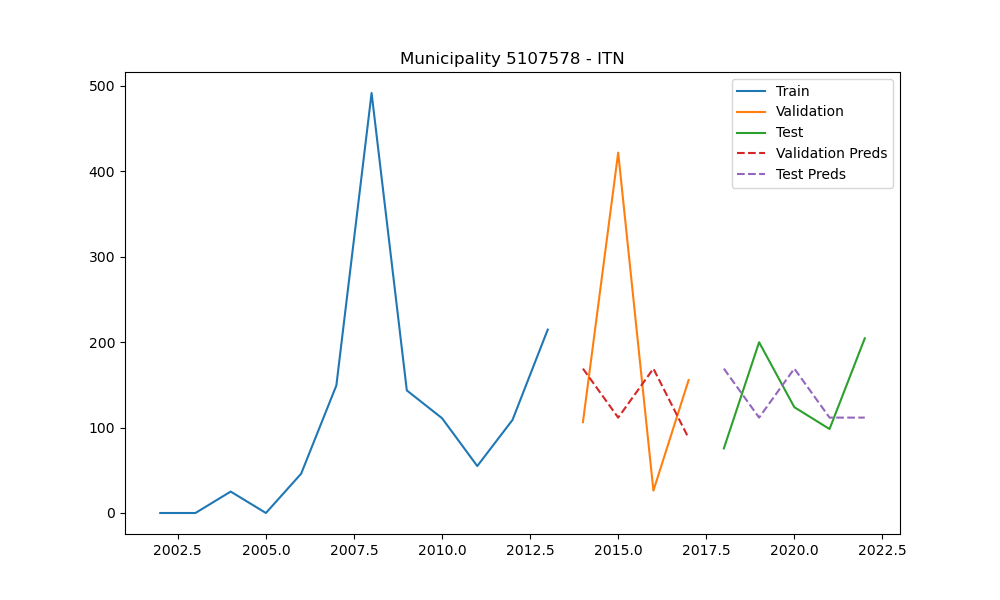 Municipality 5107578 - ITN
500
400
300
200
100
0
2002.5 2005.0 2007.5 2010.0 2012.5 2015.0 2017.5 2020.0 2022.5
Train
Validation
Test
Validation Preds
Test Preds